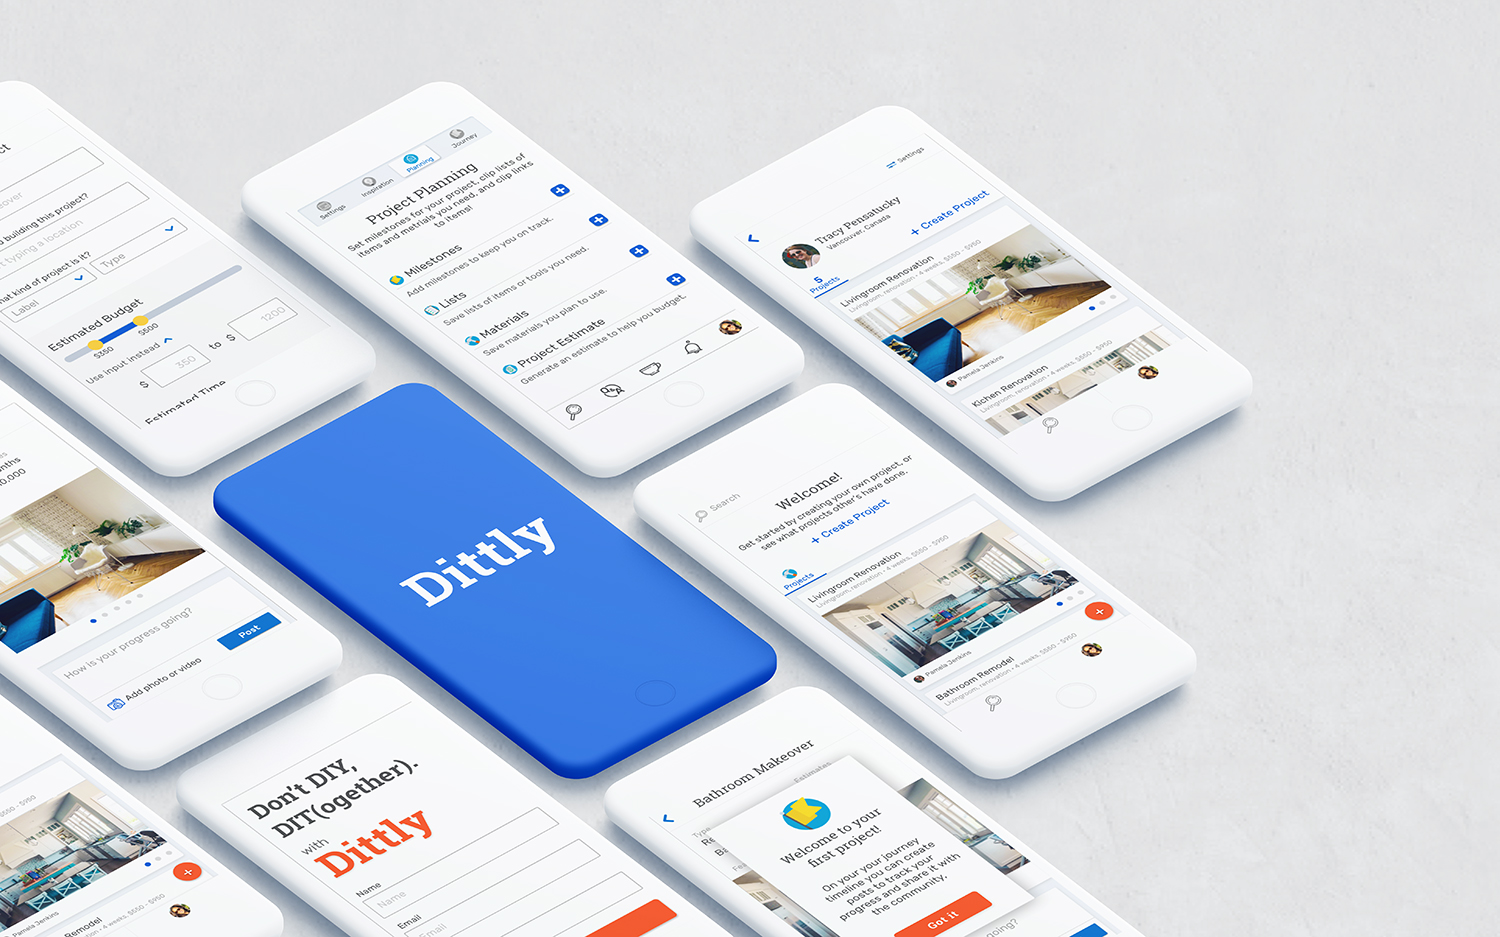 ct
building this project?
typing a location
hat kind of project is it?
Label
Type
Estimated Budget
$350
$600
Use input instead
$ 350 to $ 1200
Estimated Time
Settings
Inspiration
Planning
Journey
Project Planning
Set milestones for your project, clip lists of
items and metrials you need, and clip links
to items!
Milestones
Add milestones to keep you on track.
Lists
Save lists of items or tools you need.
Materials
Save materials you plan to use.
Project Estimate
Generate an estimate to help you budget.
Settings
Tracy Pensatucky
Vancouver, Canada
+ Create Project
5
Projects
Livingroom Renovation
Livingroom, renovation • 4 weeks, $550 - $950
Pamela Jenkins
Kichen Renovation
Livingroom, renovation • 4 weeks, $550 - $950
nths
0,000
How is your progress going?
Post
Add photo or video
Dittly
Search
Welcome!
Get started by creating your own project, or
see what projects other's have done.
+ Create Project
Projects
Livingroom Renovation
Livingroom, renovation • 4 weeks, $550 - $950
Pamela Jenkins
Bathroom Remodel
Livingroom, renovation • 4 weeks, $550 - $950
$550 - $950
Jenkins
Remodel
4 weeks, $550 - $950
Don't DIY,
DIT(ogether).
with
Dittly
Name
Name
Email
Email
Bathroom Makeover
Estimates
Type
Welcome to your
first project!
On your your journey
timeline you can create
posts to track your
progress and share it with
the community.
Got it
going?